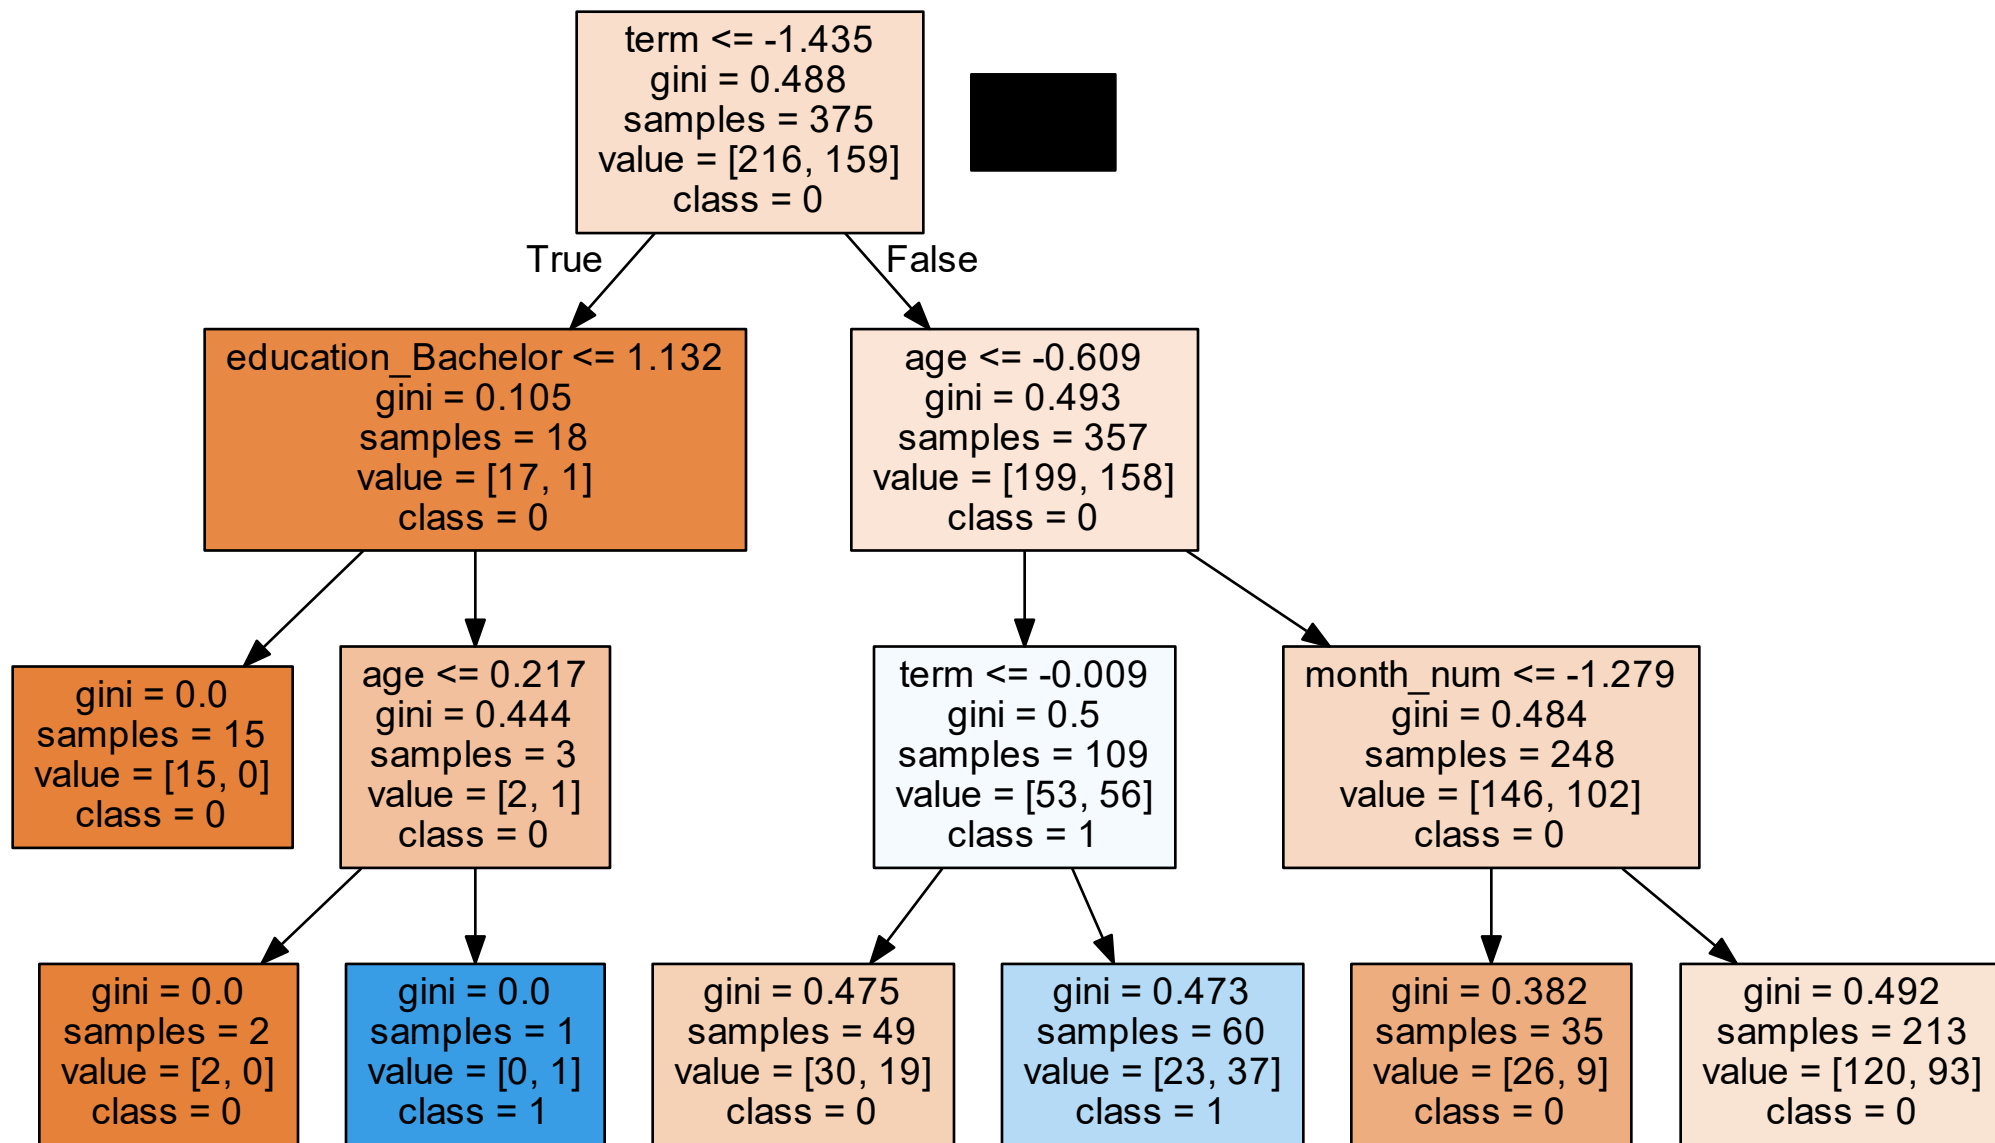 term <= -1.435
gini = 0.488
samples = 375
value = [216, 159]
class = 0
True
False
education_Bachelor <= 1.132
gini = 0.105
samples = 18
value = [17, 1]
class = 0
age <= -0.609
gini = 0.493
samples = 357
value = [199, 158]
class = 0
gini = 0.0
samples = 15
value = [15, 0]
class = 0
age <= 0.217
gini = 0.444
samples = 3
value = [2, 1]
class = 0
term <= -0.009
gini = 0.5
samples = 109
value = [53, 56]
class = 1
month_num <= -1.279
gini = 0.484
samples = 248
value = [146, 102]
class = 0
gini = 0.0
samples = 2
value = [2, 0]
class = 0
gini = 0.0
samples = 1
value = [0, 1]
class = 1
gini = 0.475
samples = 49
value = [30, 19]
class = 0
gini = 0.473
samples = 60
value = [23, 37]
class = 1
gini = 0.382
samples = 35
value = [26, 9]
class = 0
gini = 0.492
samples = 213
value = [120, 93]
class = 0